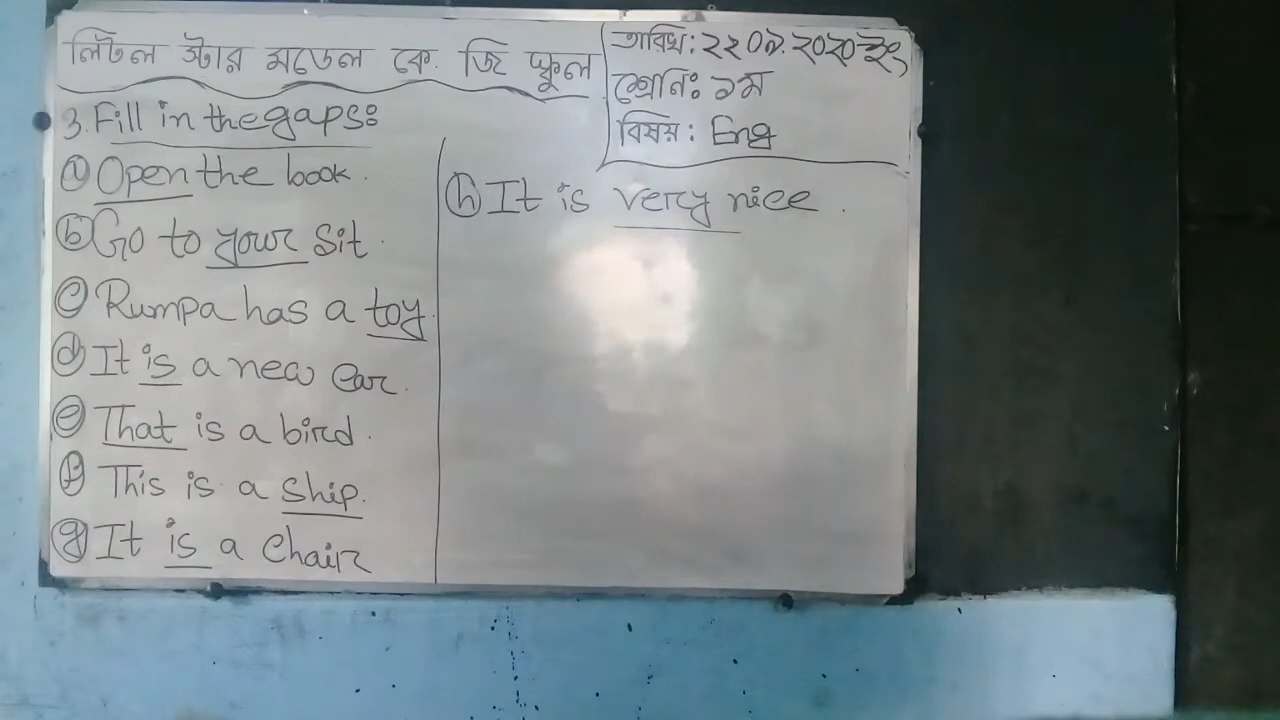 লিটল স্টার মডেল কে. জি স্কুল
তারিখ: ২২০৯.২০২০ইং
শ্রেনি: ১ম
বিষয়: Eng
3. Fill in the gaps:
(a) Open the book.
(b) Go to your sit.
(c) Rumpa has a toy.
(d) It is a new car.
(e) That is a bird.
(f) This is a ship.
(g) It is a chair
(h) It is very nice.